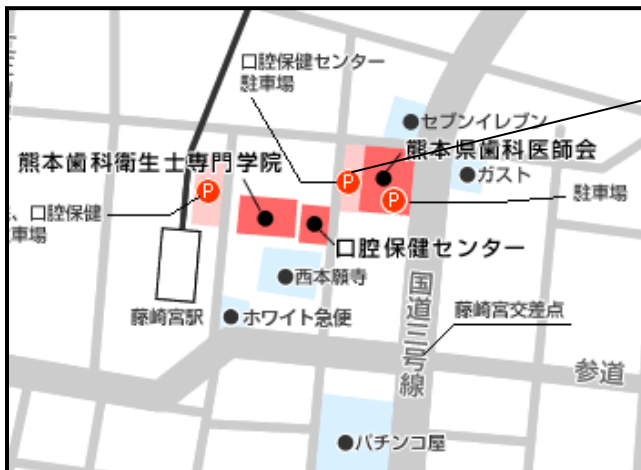 口腔保健センター
駐車場
セブンイレブン
熊本県歯科医師会
熊本歯科衛生士専門学院
ガスト
P
P
P
駐車場
、口腔保健
車場
口腔保健センター
西本願寺
藤崎宮駅
ホワイト急便
国道三号線
藤崎宮交差点
参道
パチンコ屋